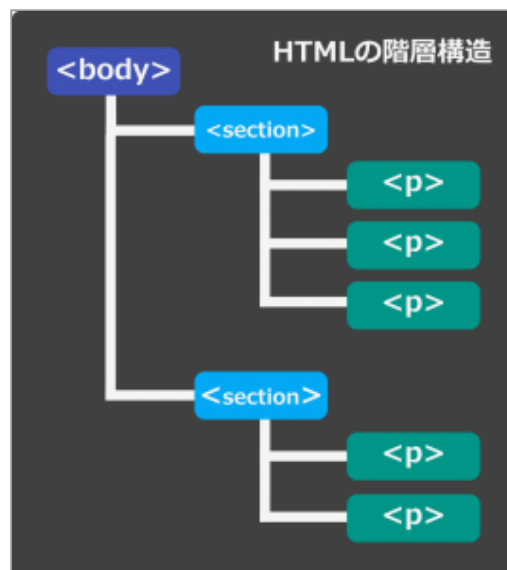 HTMLの階層構造
<body>
<section>
<p>
<p>
<p>
<section>
<p>
<p>